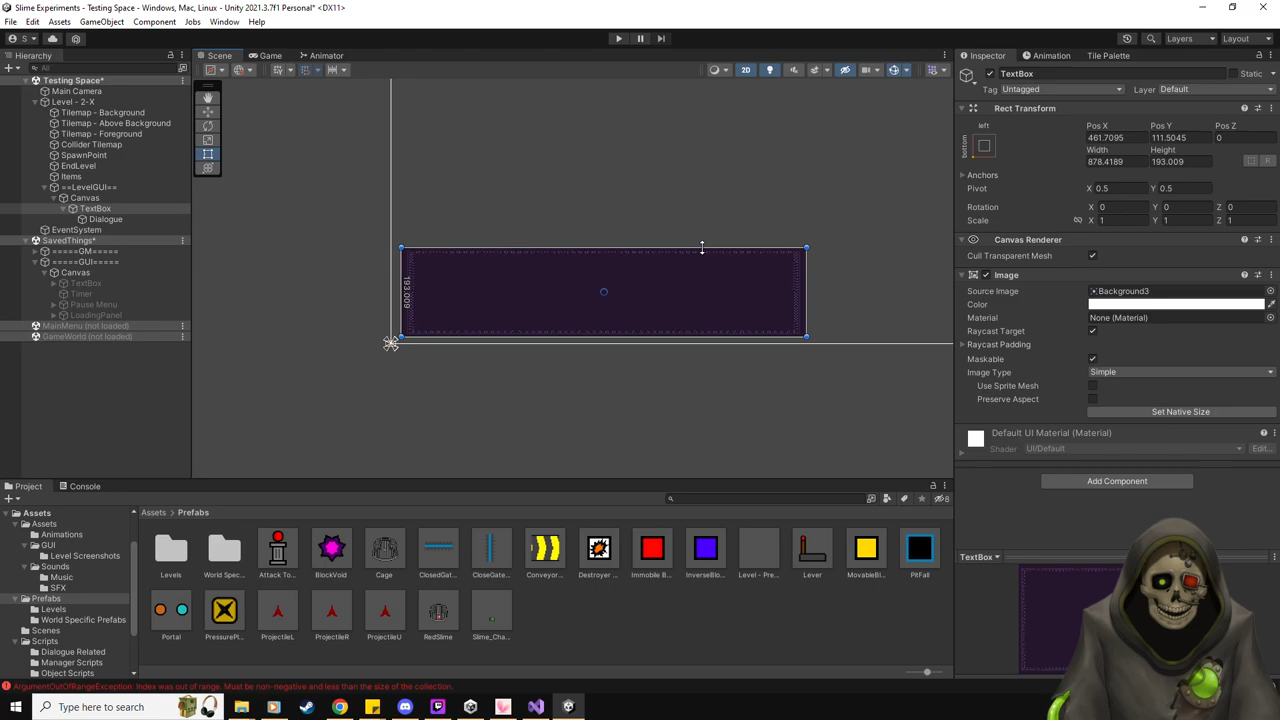 Slime Experiments - Testing Space - Windows, Mac, Linux - Unity 2021.3.7f1 Personal* <DX11>
File Edit Assets GameObject Component Jobs Window Help
S Layers Layout
Hierarchy
All
Testing Space*
Main Camera
Level - 2-X
Tilemap - Background
Tilemap - Above Background
Tilemap - Foreground
Collider Tilemap
SpawnPoint
EndLevel
Items
==LevelGUI==
Canvas
TextBox
Dialogue
EventSystem
SavedThings*
=====GM=====
=====GUI=====
Canvas
TextBox
Timer
Pause Menu
LoadingPanel
MainMenu (not loaded)
GameWorld (not loaded)
Scene Game Animator
2D
193.009
Inspector Animation Tile Palette
TextBox Static
Tag Untagged Layer Default
Rect Transform
left Pos X Pos Y Pos Z
bottom 461.7095 111.5045 0
Width Height
878.4189 193.009 R
Anchors
Pivot X 0.5 Y 0.5
Rotation X 0 Y 0 Z 0
Scale X 1 Y 1 Z 1
Canvas Renderer
Cull Transparent Mesh
Image
Source Image Background3
Color
Material None (Material)
Raycast Target
Raycast Padding
Maskable
Image Type Simple
Use Sprite Mesh
Preserve Aspect
Set Native Size
Default UI Material (Material)
Shader UI/Default Edit...
Add Component
TextBox
Project Console
8
Assets
Assets
Animations
GUI
Level Screenshots
Sounds
Music
SFX
Prefabs
Levels
World Specific Prefabs
Scenes
Scripts
Dialogue Related
Manager Scripts
Object Scripts
Assets > Prefabs
Levels World Spec... Attack To... BlockVoid Cage ClosedGat... CloseGate... Conveyor... Destroyer ... Immobile B... InverseBlo... Level - Pre... Lever MovableBl... PitFall
Portal PressurePl... ProjectileL ProjectileR ProjectileU RedSlime Slime_Cha...
ArgumentOutOfRangeException: Index was out of range. Must be non-negative and less than the size of the collection.
Type here to search